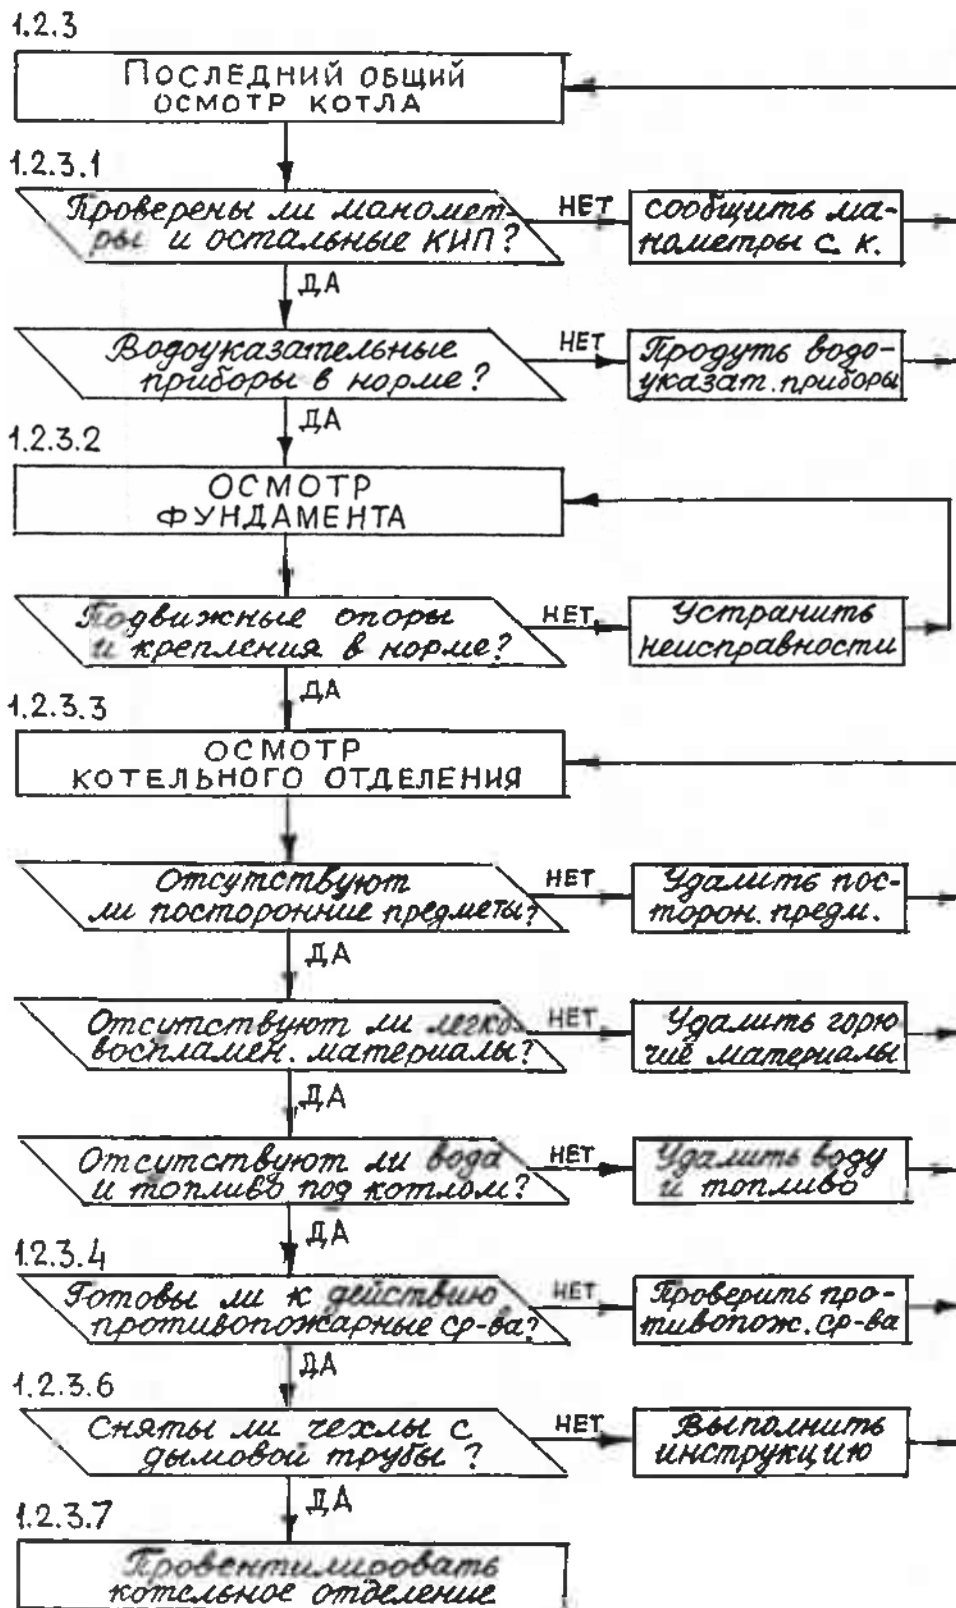 1.2.3
ПОСЛЕДНИЙ ОБЩИЙ
ОСМОТР КОТЛА
1.2.3.1
Проверены ли маномет-
ры и остальные КИП?
НЕТ
сообщить ма-
нометры с. к.
ДА
Водоуказательные
приборы в норме?
НЕТ
Продуть водо-
указат. приборы
ДА
1.2.3.2
ОСМОТР
ФУНДАМЕНТА
Подвижные опоры
и крепления в норме?
НЕТ
Устранить
неисправности
ДА
1.2.3.3
ОСМОТР
КОТЕЛЬНОГО ОТДЕЛЕНИЯ
Отсутствуют
ли посторонние предметы?
НЕТ
Удалить пос-
торон. предм.
ДА
Отсутствуют ли легко-
воспламен. материалы?
НЕТ
Удалить горю
чие материалы
ДА
Отсутствуют ли вода
и топливо под котлом?
НЕТ
Удалить воду
и топливо
ДА
1.2.3.4
Готовы ли к действию
противопожарные ср-ва?
НЕТ
Проверить про-
тивопож. ср-ва
ДА
1.2.3.6
Сняты ли чехлы с
дымовой трубы?
НЕТ
Выполнить
инструкцию
ДА
1.2.3.7
Провентилировать
котельное отделение